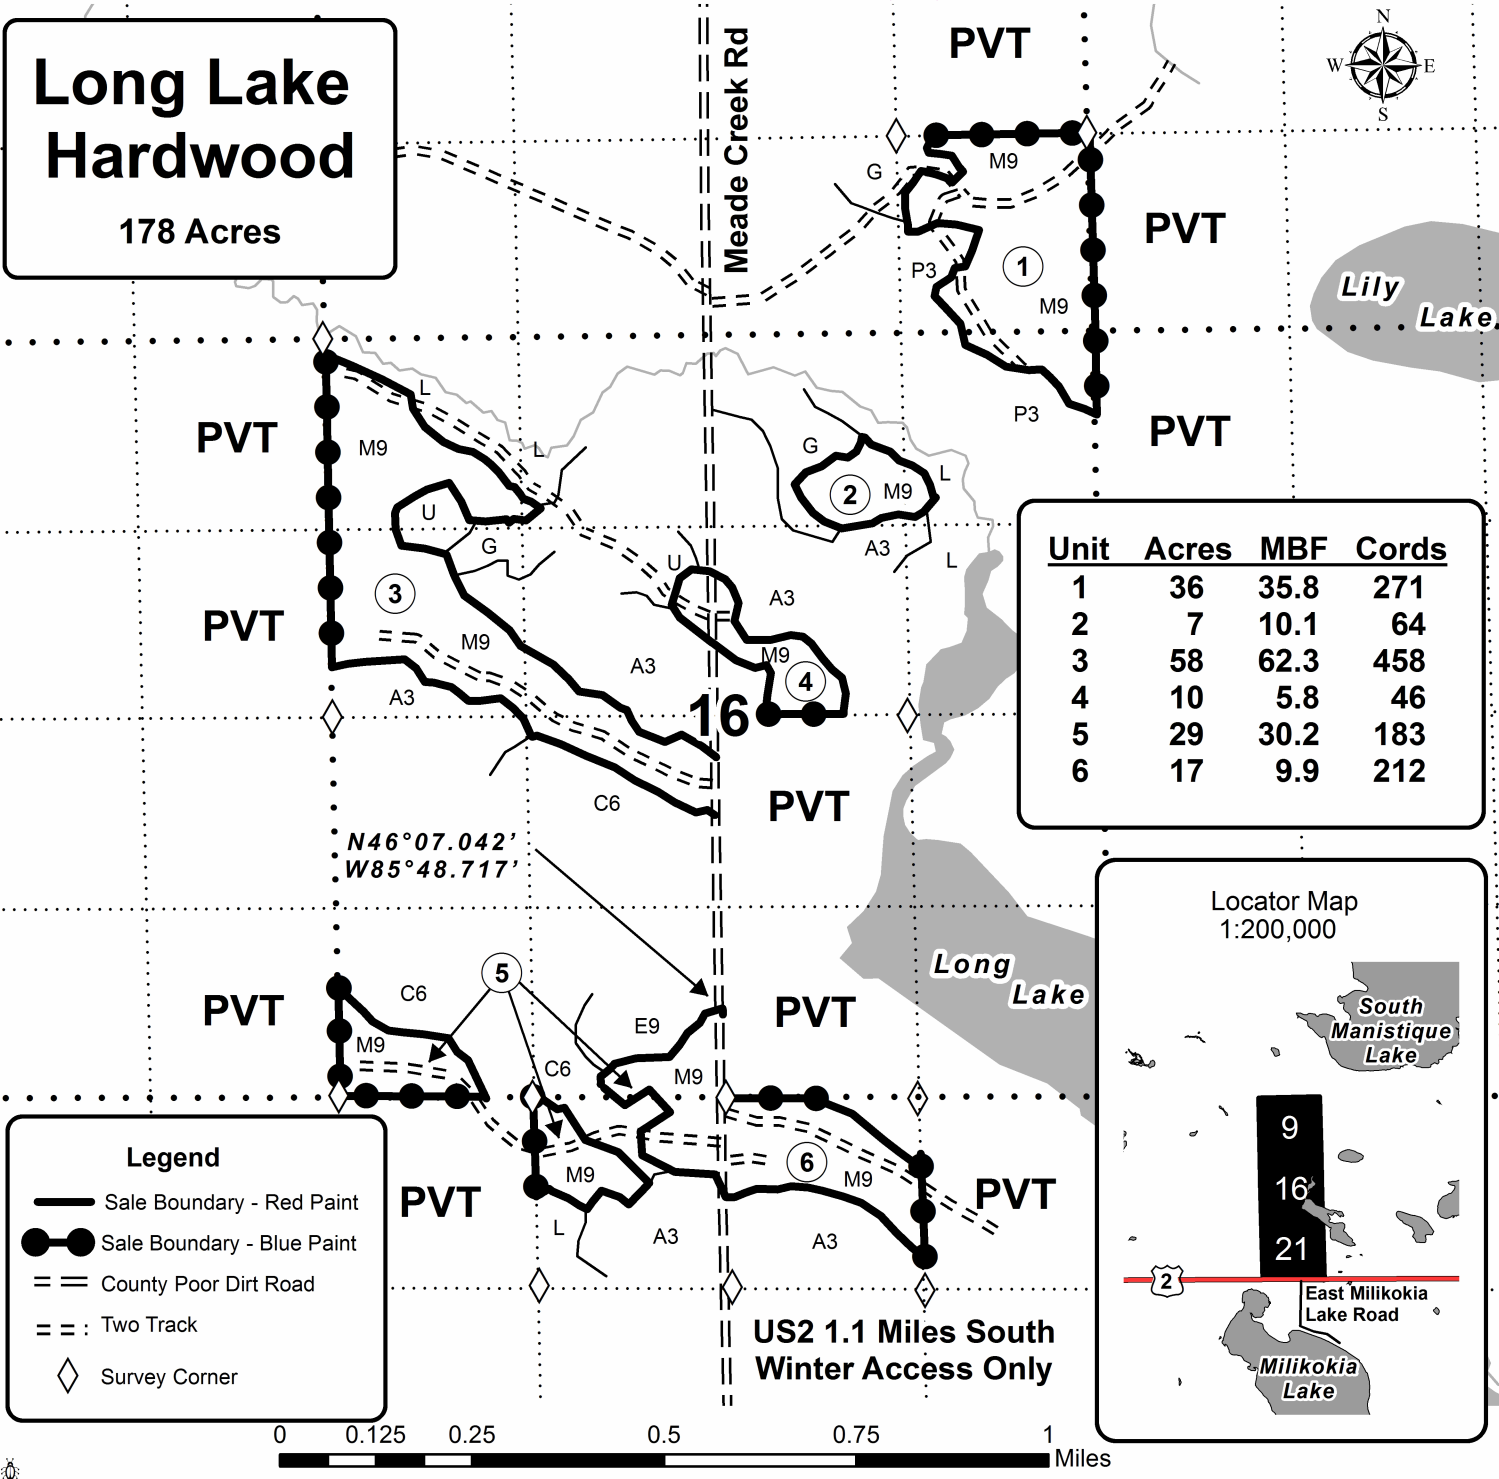 Long Lake
Hardwood
178 Acres
Meade Creek Rd
PVT
N
W E
S
M9
G
PVT
1
P3
M9
Lily
Lake
P3
L
PVT
M9
L
G
L
2
M9
PVT
U
G
A3
L
U
A3
3
PVT
M9
A3
M9
4
A3
16
PVT
C6
Unit Acres MBF Cords
1 36 35.8 271
2 7 10.1 64
3 58 62.3 458
4 10 5.8 46
5 29 30.2 183
6 17 9.9 212
N46°07.042’
W85°48.717’
Long
Lake
5
C6
PVT
E9
PVT
M9
C6
M9
6
M9
M9
PVT
PVT
L
A3
A3
US2 1.1 Miles South
Winter Access Only
Legend
Sale Boundary - Red Paint
Sale Boundary - Blue Paint
County Poor Dirt Road
Two Track
Survey Corner
Locator Map
1:200,000
South
Manistique
Lake
9
16
21
2
East Milikokia
Lake Road
Milikokia
Lake
0 0.125 0.25 0.5 0.75 1
Miles